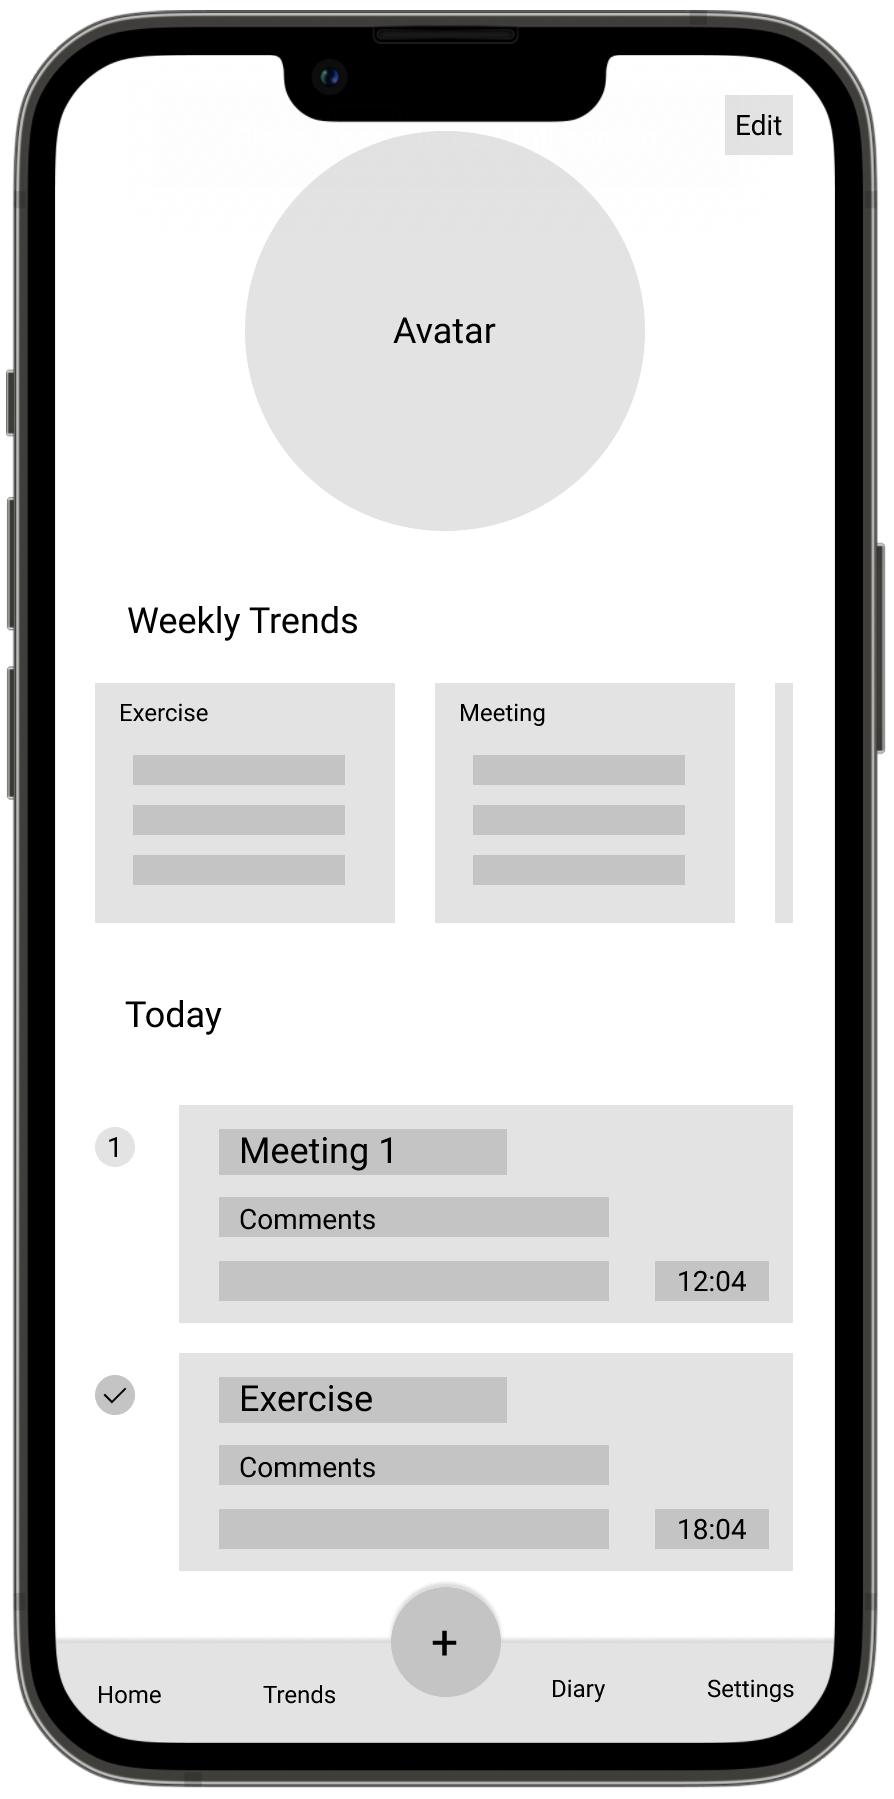 Edit
Avatar
Weekly Trends
Exercise
Meeting
Today
1
Meeting 1
Comments
12:04
Exercise
Comments
18:04
+
Home
Trends
Diary
Settings